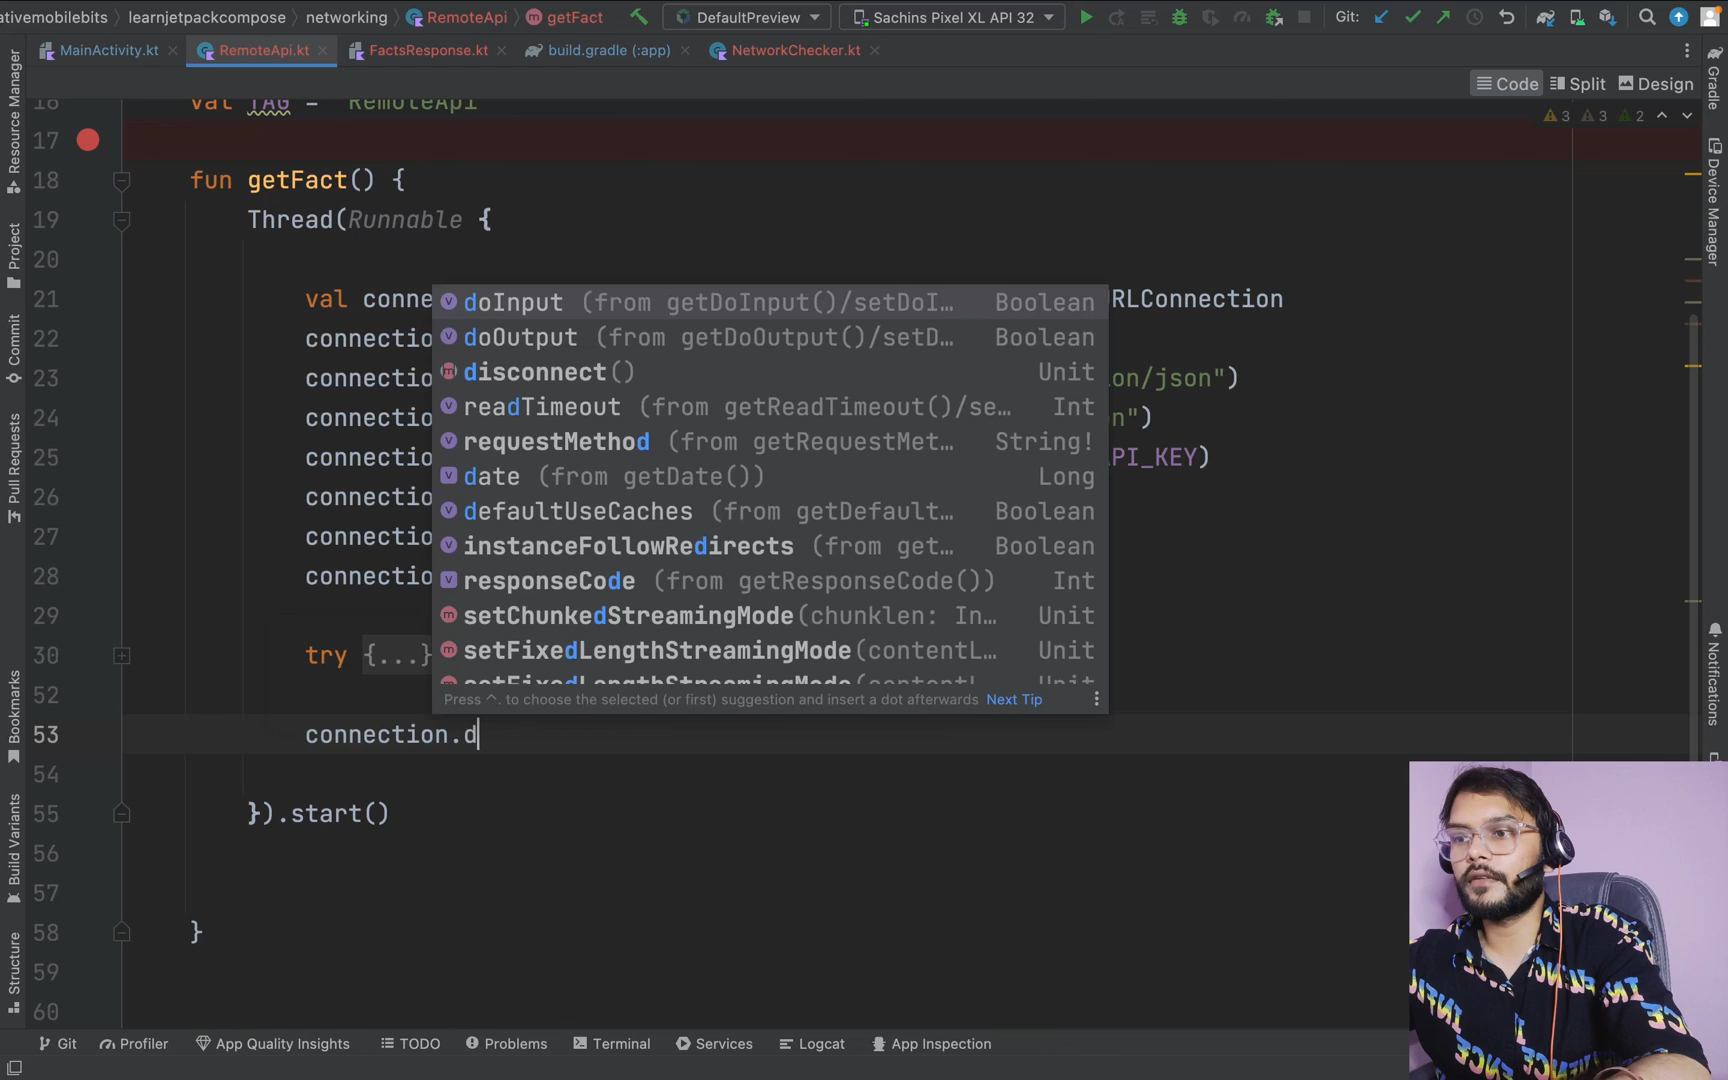 ativemobilebits
learnjetpackcompose
networking
RemoteApi
getFact
DefaultPreview
Sachins Pixel XL API 32
Git:
MainActivity.kt
RemoteApi.kt
FactsResponse.kt
build.gradle (:app)
NetworkChecker.kt
Code
Split
Design
3 3 2
16 val TAG = "RemoteApi
17
18 fun getFact() {
19 Thread(Runnable {
20
21 val conne RLConnection
22 connectio
23 connectio on/json")
24 connectio n")
25 connectio PI_KEY)
26 connectio
27 connectio
28 connectio
29
30 try {...}
52
53 connection.d
54
55 }).start()
56
57
58 }
59
60
doInput (from getDoInput()/setDoI… Boolean
doOutput (from getDoOutput()/setD… Boolean
disconnect() Unit
readTimeout (from getReadTimeout()/se… Int
requestMethod (from getRequestMet… String!
date (from getDate()) Long
defaultUseCaches (from getDefault… Boolean
instanceFollowRedirects (from get… Boolean
responseCode (from getResponseCode()) Int
setChunkedStreamingMode(chunklen: In… Unit
setFixedLengthStreamingMode(contentL… Unit
setFixedLengthStreamingMode(contentL… Unit
Press ^. to choose the selected (or first) suggestion and insert a dot afterwards Next Tip
Resource Manager
Project
Commit
Pull Requests
Bookmarks
Build Variants
Structure
Gradle
Device Manager
Notifications
Git
Profiler
App Quality Insights
TODO
Problems
Terminal
Services
Logcat
App Inspection